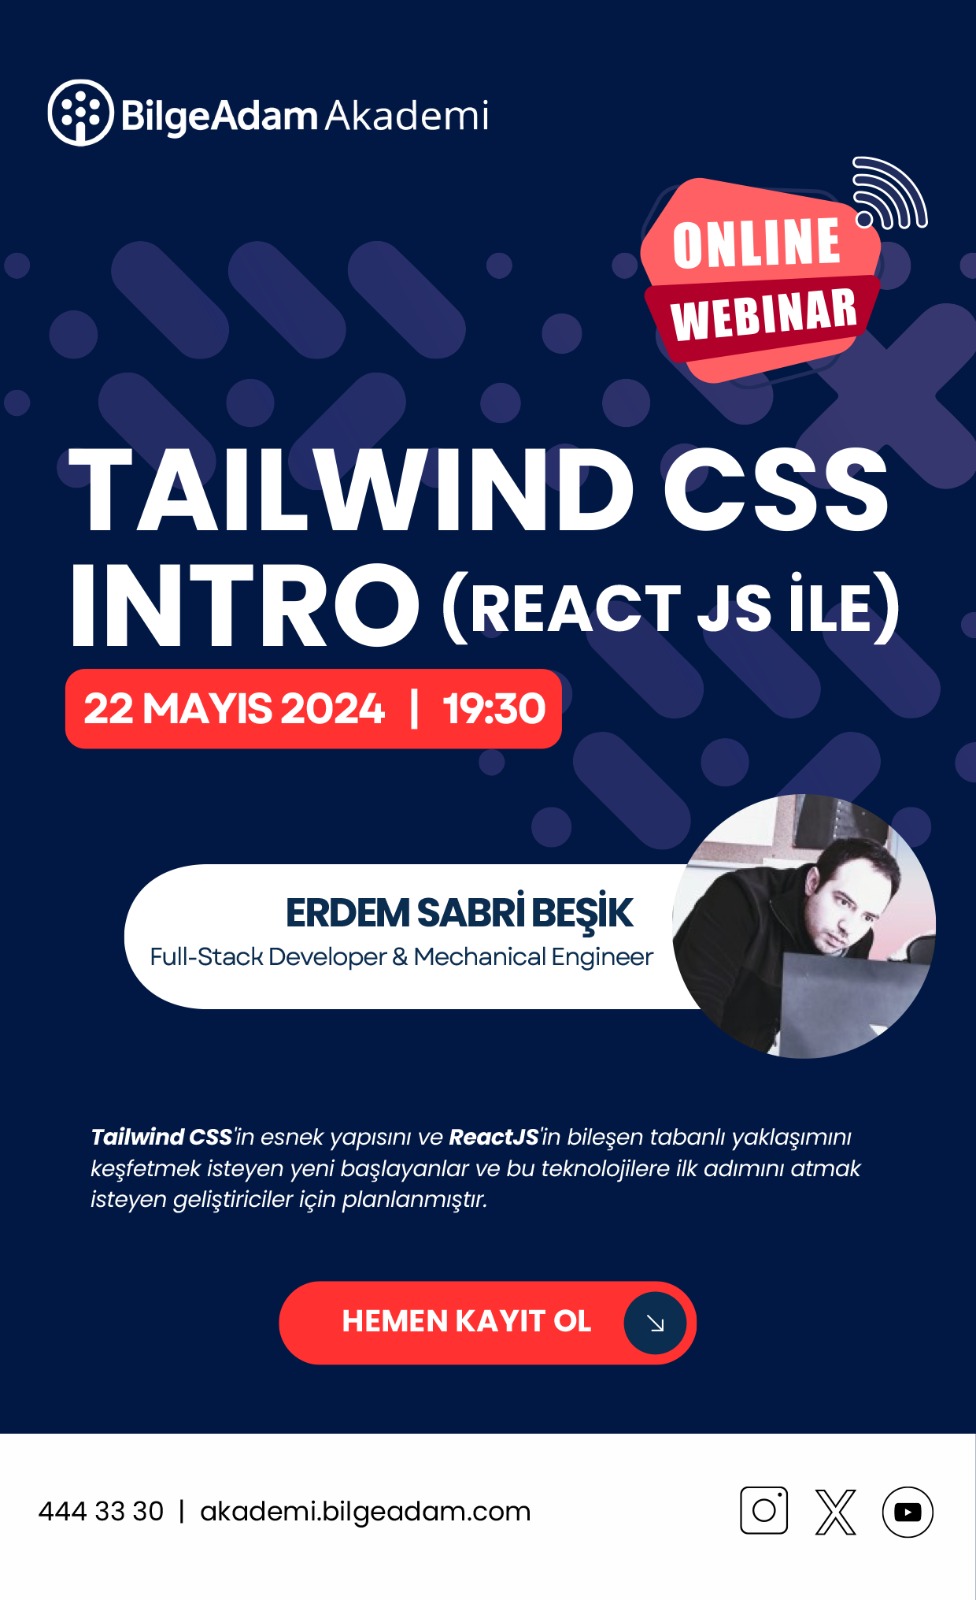 BilgeAdam Akademi
ONLINE
WEBINAR
TAILWIND CSS
INTRO (REACT JS İLE)
22 MAYIS 2024 | 19:30
ERDEM SABRİ BEŞİK
Full-Stack Developer & Mechanical Engineer
Tailwind CSS'in esnek yapısını ve ReactJS'in bileşen tabanlı yaklaşımını
keşfetmek isteyen yeni başlayanlar ve bu teknolojilere ilk adımını atmak
isteyen geliştiriciler için planlanmıştır.
HEMEN KAYIT OL
444 33 30 | akademi.bilgeadam.com